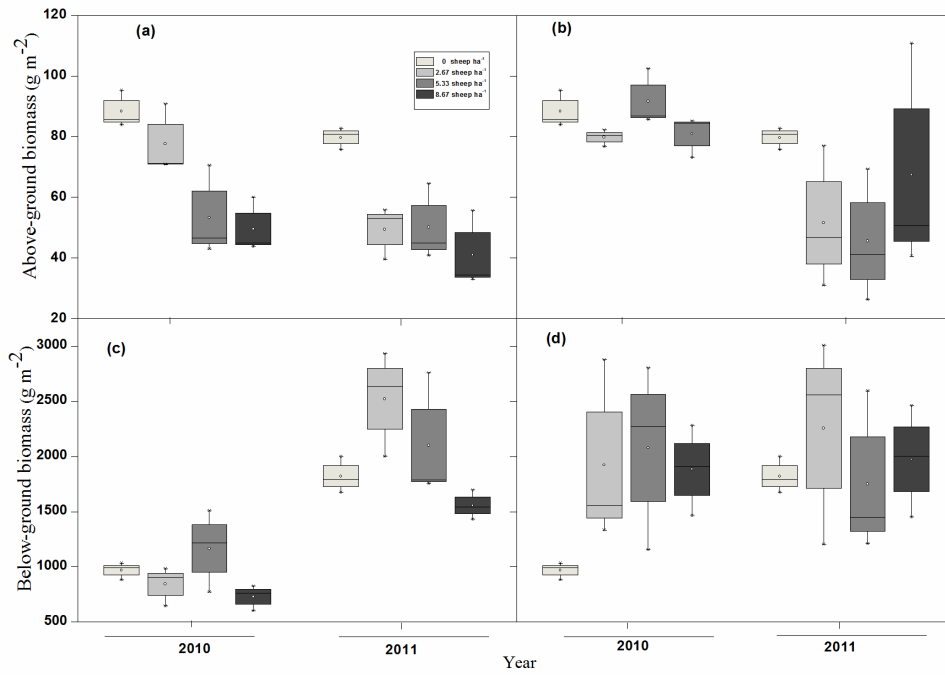 120
(a)
(b)
0 sheep ha-1
2.67 sheep ha-1
5.33 sheep ha-1
8.67 sheep ha-1
100
80
60
40
20
Above-ground biomass (g m-2)
3000
(c)
(d)
2500
2000
1500
1000
500
Below-ground biomass (g m-2)
2010
2011
2010
2011
Year